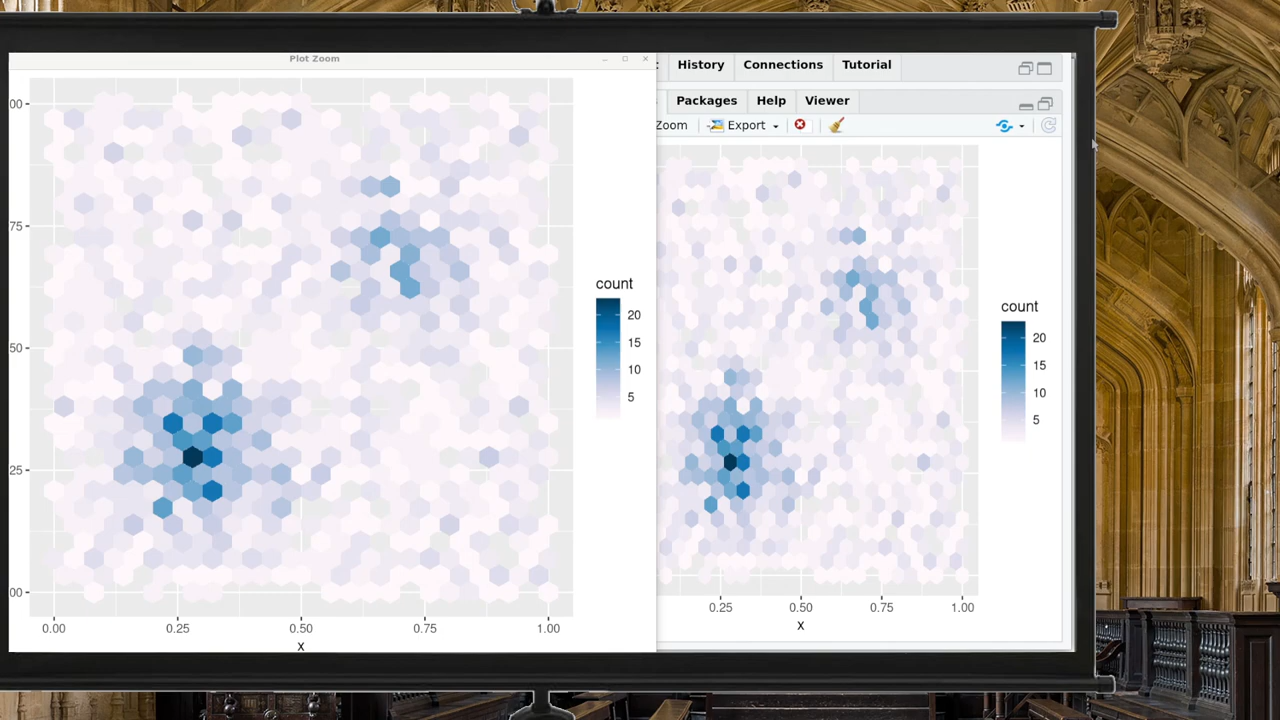 Plot Zoom
00
75
50
25
00
0.00 0.25 0.50 0.75 1.00
x
count
20
15
10
5
History Connections Tutorial
Packages Help Viewer
Zoom Export
count
20
15
10
5
0.25 0.50 0.75 1.00
x